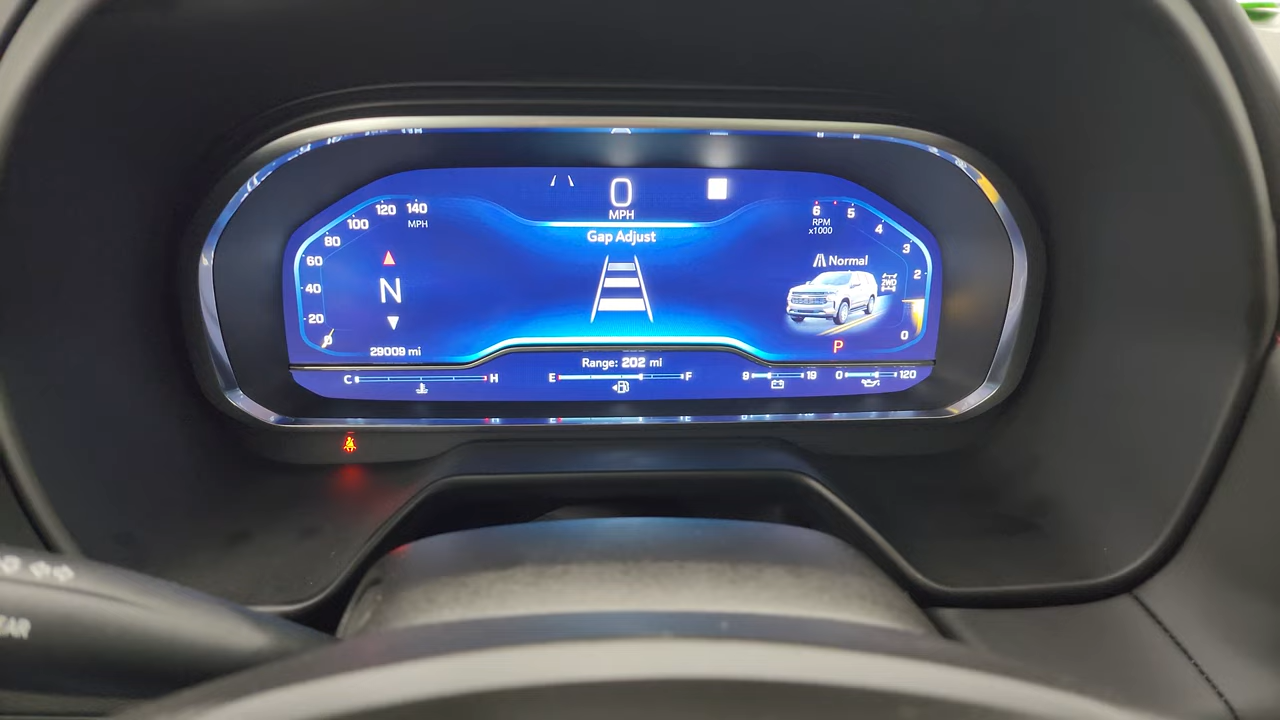 0
MPH
Gap Adjust
140
120
100
80
60
40
20
0
MPH
N
29009 mi
6
5
4
3
2
0
RPM
x1000
Normal
2WD
P
Range: 202 mi
C H
E F
9 19
0 120